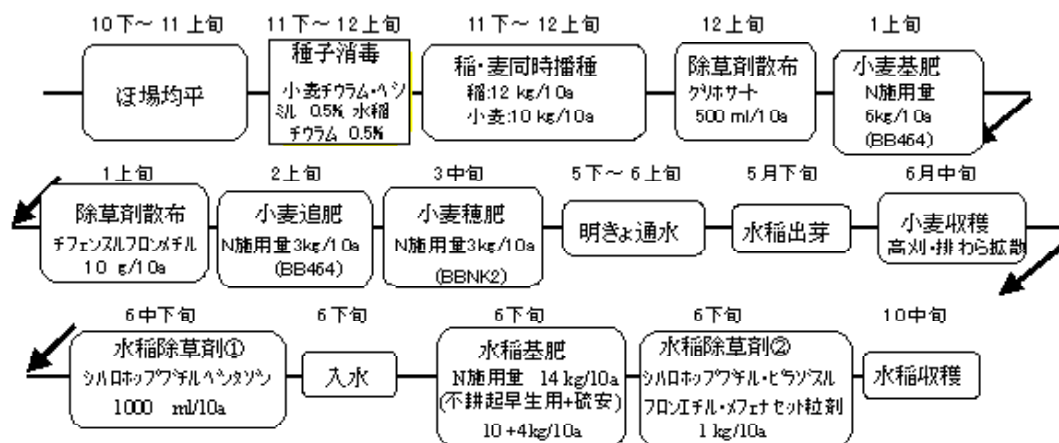 10下～11上旬
ほ場均平
11下～12上旬
種子消毒
小麦チウラム・ベン
ミル 0.5% 水稲
チウラム 0.5%
11下～12上旬
稲・麦同時播種
稲:12 kg/10a
小麦:10 kg/10a
12上旬
除草剤散布
グリホサート
500 ml/10a
1上旬
小麦基肥
N施用量
6kg/10a
(BB464)
1上旬
除草剤散布
チフェンスルフロンメチル
10 g/10a
2上旬
小麦追肥
N施用量3kg/10a
(BB464)
3中旬
小麦穂肥
N施用量3kg/10a
(BBNK2)
5下～6上旬
明きょ通水
5月下旬
水稲出芽
6月中旬
小麦収穫
高刈・排わら拡散
6中下旬
水稲除草剤①
シハロホップブチルベンタゾン
1000 ml/10a
6下旬
入水
6下旬
水稲基肥
N施用量 14kg/10a
(不耕起早生用+硫安)
10+4kg/10a
6下旬
水稲除草剤②
シハロホップブチル・ピラゾスル
フロンエチル・メフェナセット粒剤
1 kg/10a
10中旬
水稲収穫